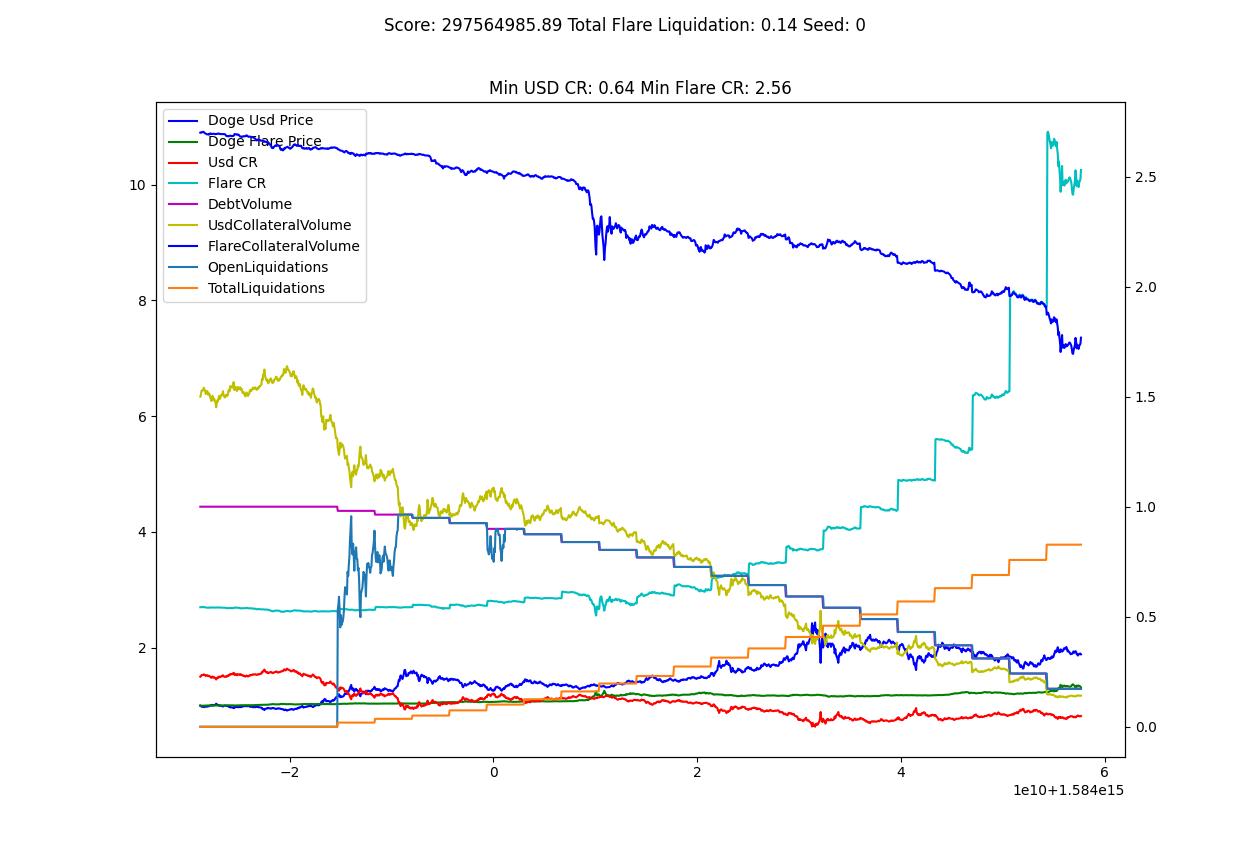 Score: 297564985.89 Total Flare Liquidation: 0.14 Seed: 0
Min USD CR: 0.64 Min Flare CR: 2.56
Doge Usd Price
Doge Flare Price
Usd CR
Flare CR
DebtVolume
UsdCollateralVolume
FlareCollateralVolume
OpenLiquidations
TotalLiquidations
10
8
6
4
2
2.5
2.0
1.5
1.0
0.5
0.0
−2 0 2 4 6
1e10+1.584e15